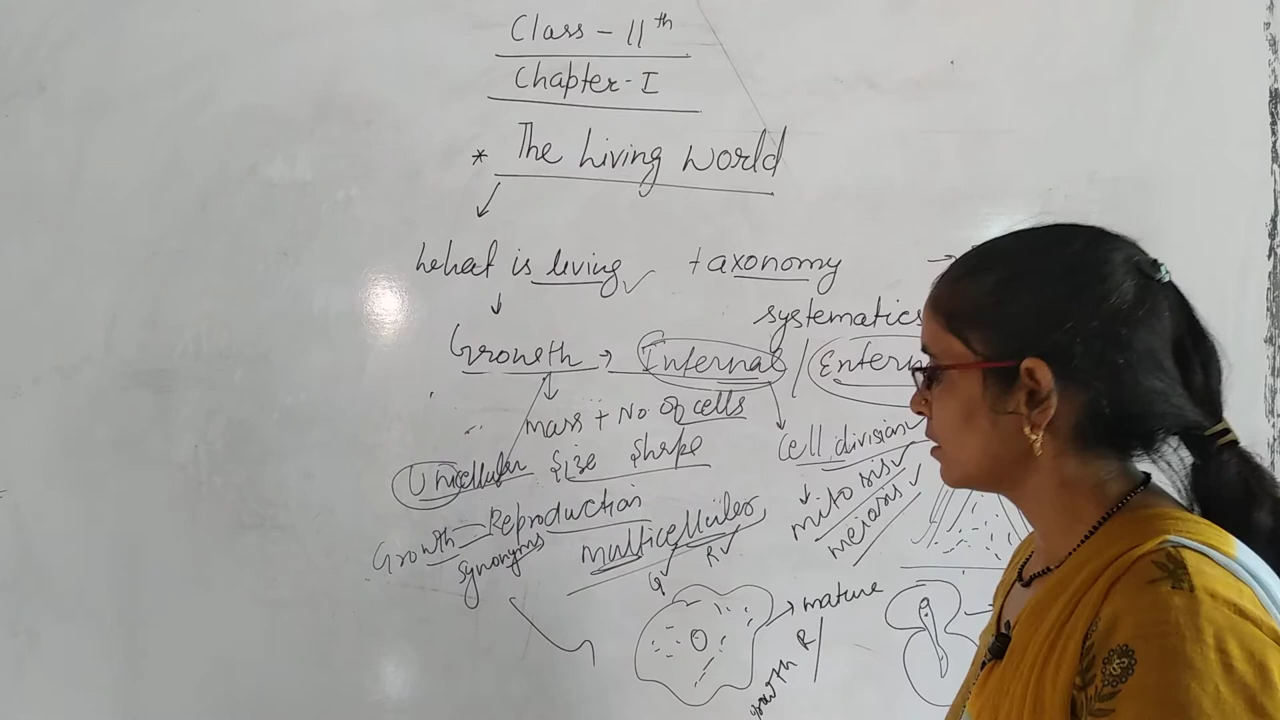 Class - 11th
Chapter - I
* The Living World
What is living ✓ taxonomy →
systematics
Growth → Internal / Extern
Mass + No of cells
Size Shape
Cell division
mitosis ✓
meiosis ✓
Unicellular
Growth = Reproduction
synonyms
Multicellular
G✓ R✓
→ mature
R/